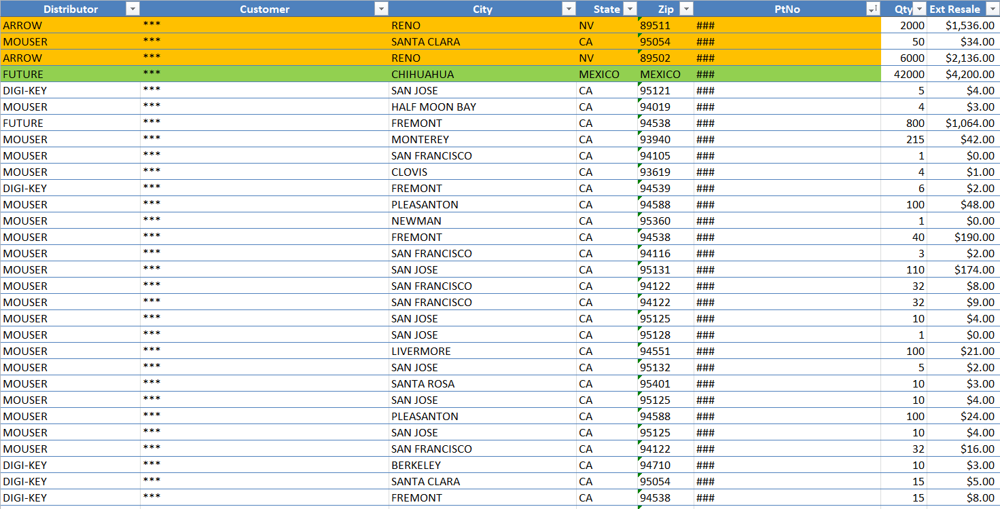 Distributor Customer City State Zip PtNo Qty Ext Resale
ARROW *** RENO NV 89511 ### 2000 $1,536.00
MOUSER *** SANTA CLARA CA 95054 ### 50 $34.00
ARROW *** RENO NV 89502 ### 6000 $2,136.00
FUTURE *** CHIHUAHUA MEXICO MEXICO ### 42000 $4,200.00
DIGI-KEY *** SAN JOSE CA 95121 ### 5 $4.00
MOUSER *** HALF MOON BAY CA 94019 ### 4 $3.00
FUTURE *** FREMONT CA 94538 ### 800 $1,064.00
MOUSER *** MONTEREY CA 93940 ### 215 $42.00
MOUSER *** SAN FRANCISCO CA 94105 ### 1 $0.00
MOUSER *** CLOVIS CA 93619 ### 4 $1.00
DIGI-KEY *** FREMONT CA 94539 ### 6 $2.00
MOUSER *** PLEASANTON CA 94588 ### 100 $48.00
MOUSER *** NEWMAN CA 95360 ### 1 $0.00
MOUSER *** FREMONT CA 94538 ### 40 $190.00
MOUSER *** SAN FRANCISCO CA 94116 ### 3 $2.00
MOUSER *** SAN JOSE CA 95131 ### 110 $174.00
MOUSER *** SAN FRANCISCO CA 94122 ### 32 $8.00
MOUSER *** SAN FRANCISCO CA 94122 ### 32 $9.00
MOUSER *** SAN JOSE CA 95125 ### 10 $4.00
MOUSER *** SAN JOSE CA 95128 ### 1 $0.00
MOUSER *** LIVERMORE CA 94551 ### 100 $21.00
MOUSER *** SAN JOSE CA 95132 ### 5 $2.00
MOUSER *** SANTA ROSA CA 95401 ### 10 $3.00
MOUSER *** SAN JOSE CA 95125 ### 10 $4.00
MOUSER *** PLEASANTON CA 94588 ### 100 $24.00
MOUSER *** SAN JOSE CA 95125 ### 10 $4.00
MOUSER *** SAN FRANCISCO CA 94122 ### 32 $16.00
DIGI-KEY *** BERKELEY CA 94710 ### 10 $3.00
DIGI-KEY *** SANTA CLARA CA 95054 ### 15 $5.00
DIGI-KEY *** FREMONT CA 94538 ### 15 $8.00